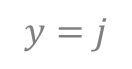 y = j